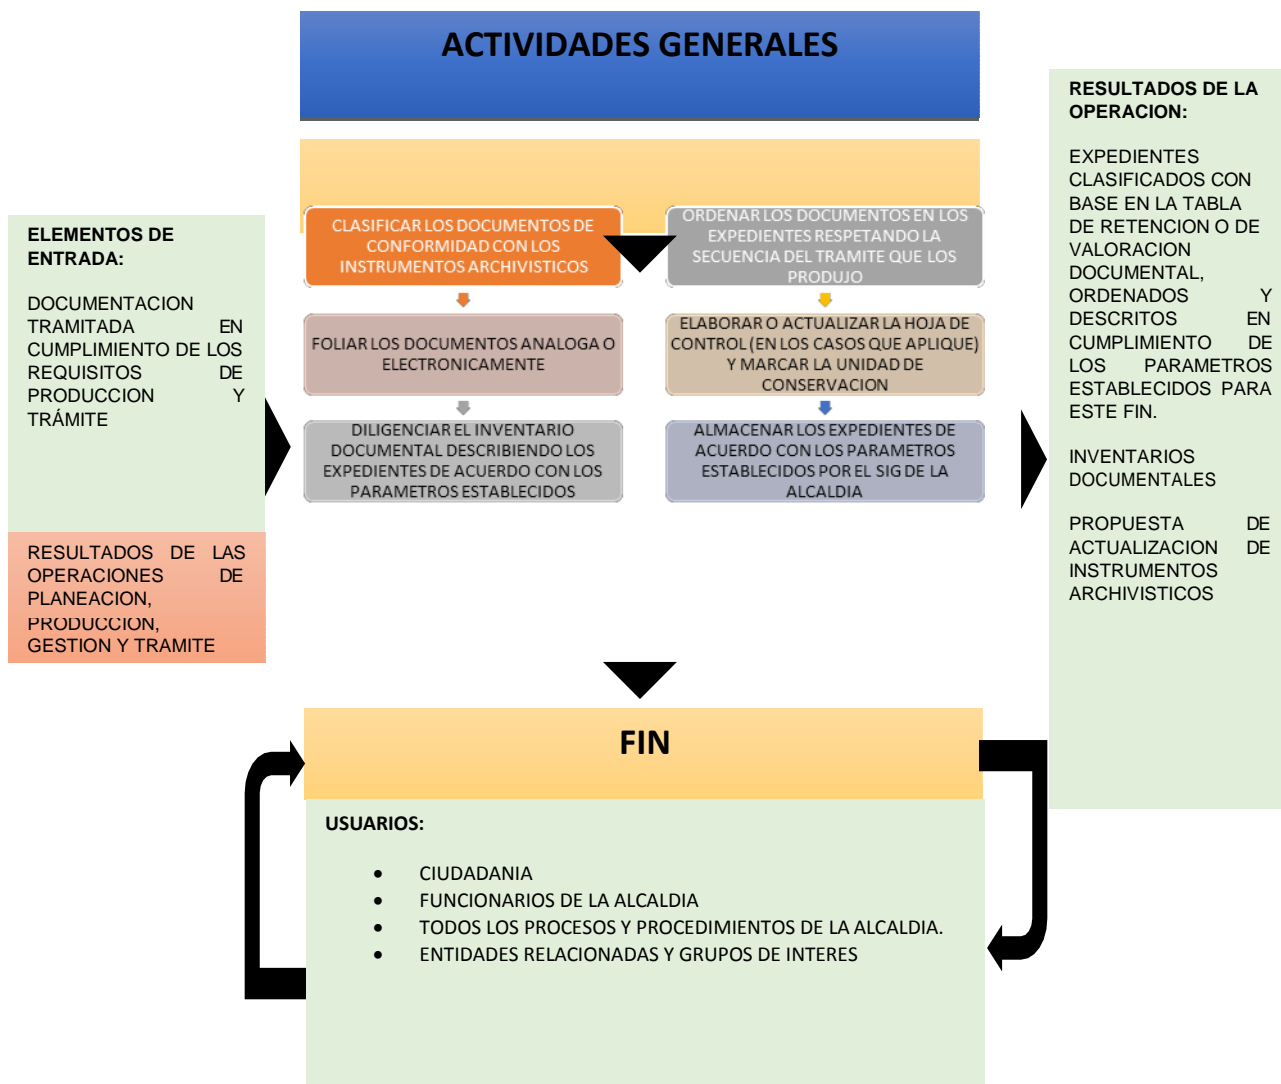 ACTIVIDADES GENERALES
ELEMENTOS DE
ENTRADA:
DOCUMENTACION
TRAMITADA EN
CUMPLIMIENTO DE LOS
REQUISITOS DE
PRODUCCION Y
TRÁMITE
RESULTADOS DE LAS
OPERACIONES DE
PLANEACION,
PRODUCCION,
GESTION Y TRAMITE
CLASIFICAR LOS DOCUMENTOS DE
CONFORMIDAD CON LOS
INSTRUMENTOS ARCHIVISTICOS
FOLIAR LOS DOCUMENTOS ANALOGA O
ELECTRONICAMENTE
DILIGENCIAR EL INVENTARIO
DOCUMENTAL DESCRIBIENDO LOS
EXPEDIENTES DE ACUERDO CON LOS
PARAMETROS ESTABLECIDOS
ORDENAR LOS DOCUMENTOS EN LOS
EXPEDIENTES RESPETANDO LA
SECUENCIA DEL TRAMITE QUE LOS
PRODUJO
ELABORAR O ACTUALIZAR LA HOJA DE
CONTROL (EN LOS CASOS QUE APLIQUE)
Y MARCAR LA UNIDAD DE
CONSERVACION
ALMACENAR LOS EXPEDIENTES DE
ACUERDO CON LOS PARAMETROS
ESTABLECIDOS POR EL SIG DE LA
ALCALDIA
RESULTADOS DE LA
OPERACION:
EXPEDIENTES
CLASIFICADOS CON
BASE EN LA TABLA
DE RETENCION O DE
VALORACION
DOCUMENTAL,
ORDENADOS Y
DESCRITOS EN
CUMPLIMIENTO DE
LOS PARAMETROS
ESTABLECIDOS PARA
ESTE FIN.
INVENTARIOS
DOCUMENTALES
PROPUESTA DE
ACTUALIZACION DE
INSTRUMENTOS
ARCHIVISTICOS
FIN
USUARIOS:
• CIUDADANIA
• FUNCIONARIOS DE LA ALCALDIA
• TODOS LOS PROCESOS Y PROCEDIMIENTOS DE LA ALCALDIA.
• ENTIDADES RELACIONADAS Y GRUPOS DE INTERES